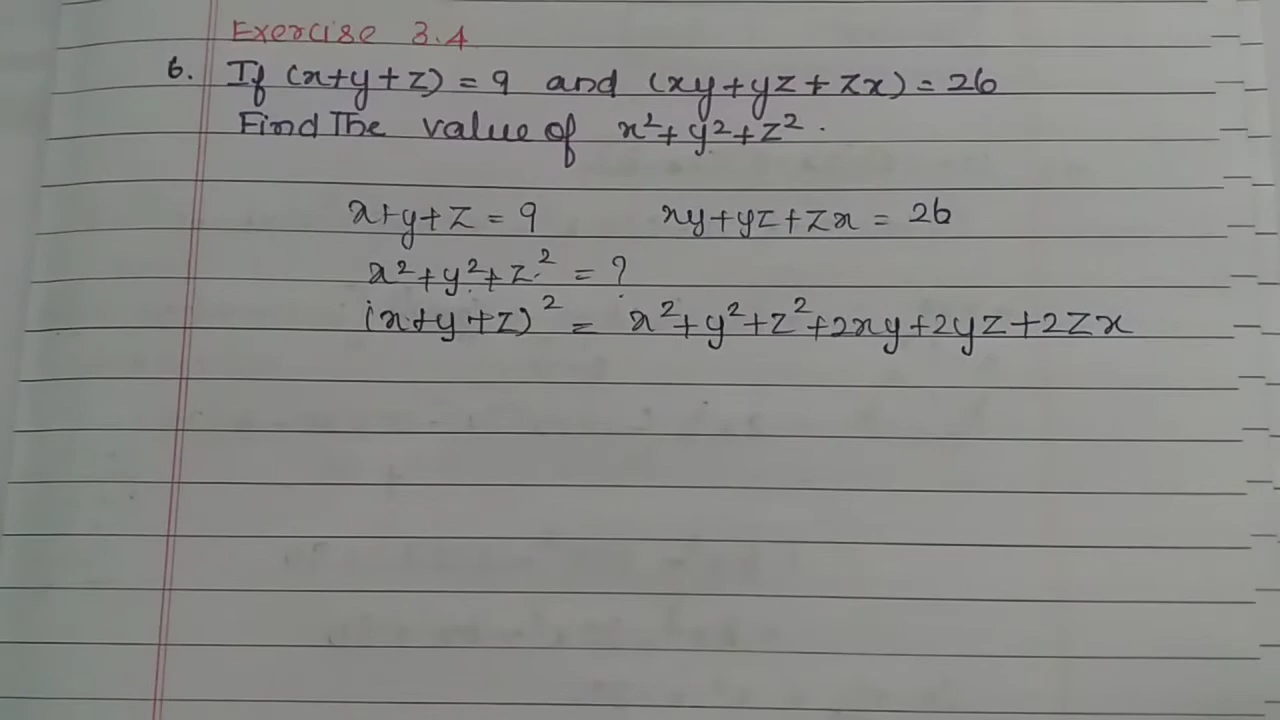 Exercise 3.4
6. If (x+y+z) = 9 and (xy+yz+zx) = 26
Find The value of x²+y²+z².
x+y+z = 9 xy+yz+zx = 26
x²+y²+z² = ?
(x+y+z)² = x²+y²+z²+2xy+2yz+2zx